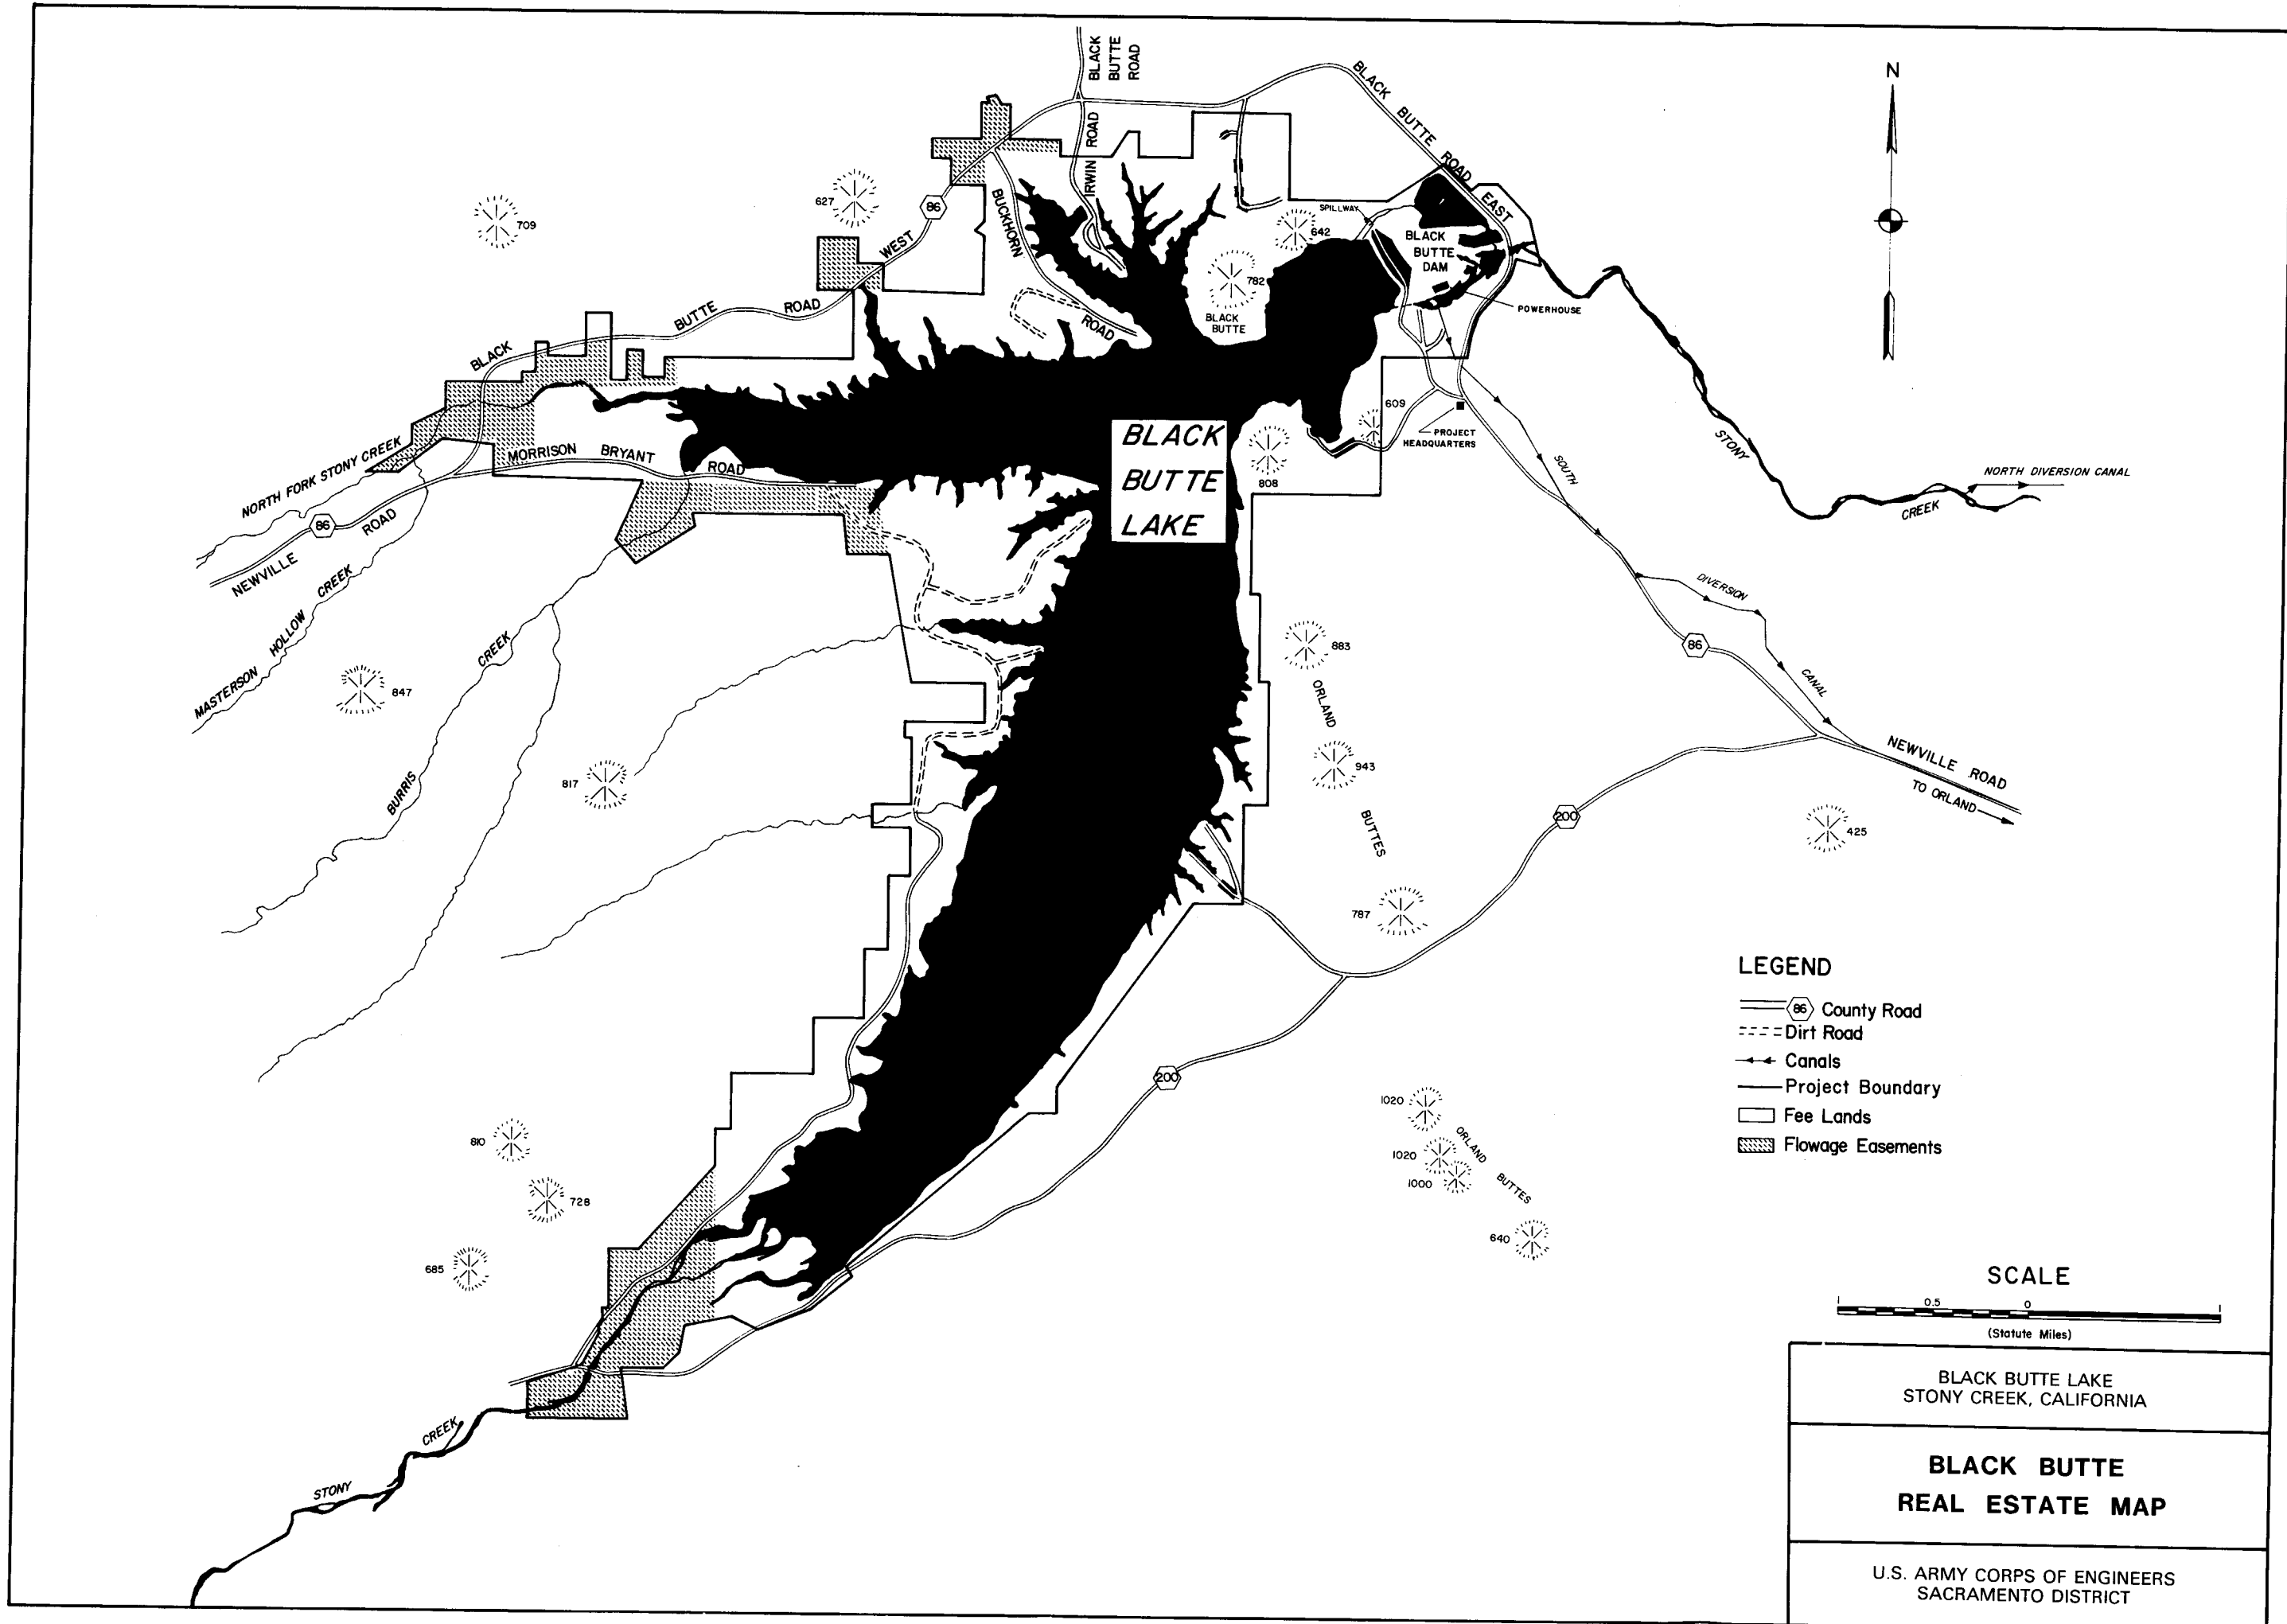 BLACK
BUTTE
ROAD
BLACK BUTTE ROAD EAST
N
IRWIN ROAD
BUCKHORN
ROAD
709
627
86
WEST
BLACK BUTTE ROAD
SPILLWAY
642
782
BLACK
BUTTE
BLACK
BUTTE
DAM
POWERHOUSE
609
PROJECT
HEADQUARTERS
808
BLACK
BUTTE
LAKE
MORRISON BRYANT ROAD
NORTH FORK STONY CREEK
86
NEWVILLE ROAD
MASTERSON HOLLOW CREEK
847
BURRIS CREEK
817
STONY
CREEK
NORTH DIVERSION CANAL
SOUTH
DIVERSION
CANAL
86
NEWVILLE ROAD
TO ORLAND
883
ORLAND
943
BUTTES
787
200
425
200
LEGEND
86 County Road
Dirt Road
Canals
Project Boundary
Fee Lands
Flowage Easements
1020
1020
1000
ORLAND
BUTTES
640
810
728
685
CREEK
STONY
SCALE
1 0.5 0 1
(Statute Miles)
BLACK BUTTE LAKE
STONY CREEK, CALIFORNIA
BLACK BUTTE
REAL ESTATE MAP
U.S. ARMY CORPS OF ENGINEERS
SACRAMENTO DISTRICT